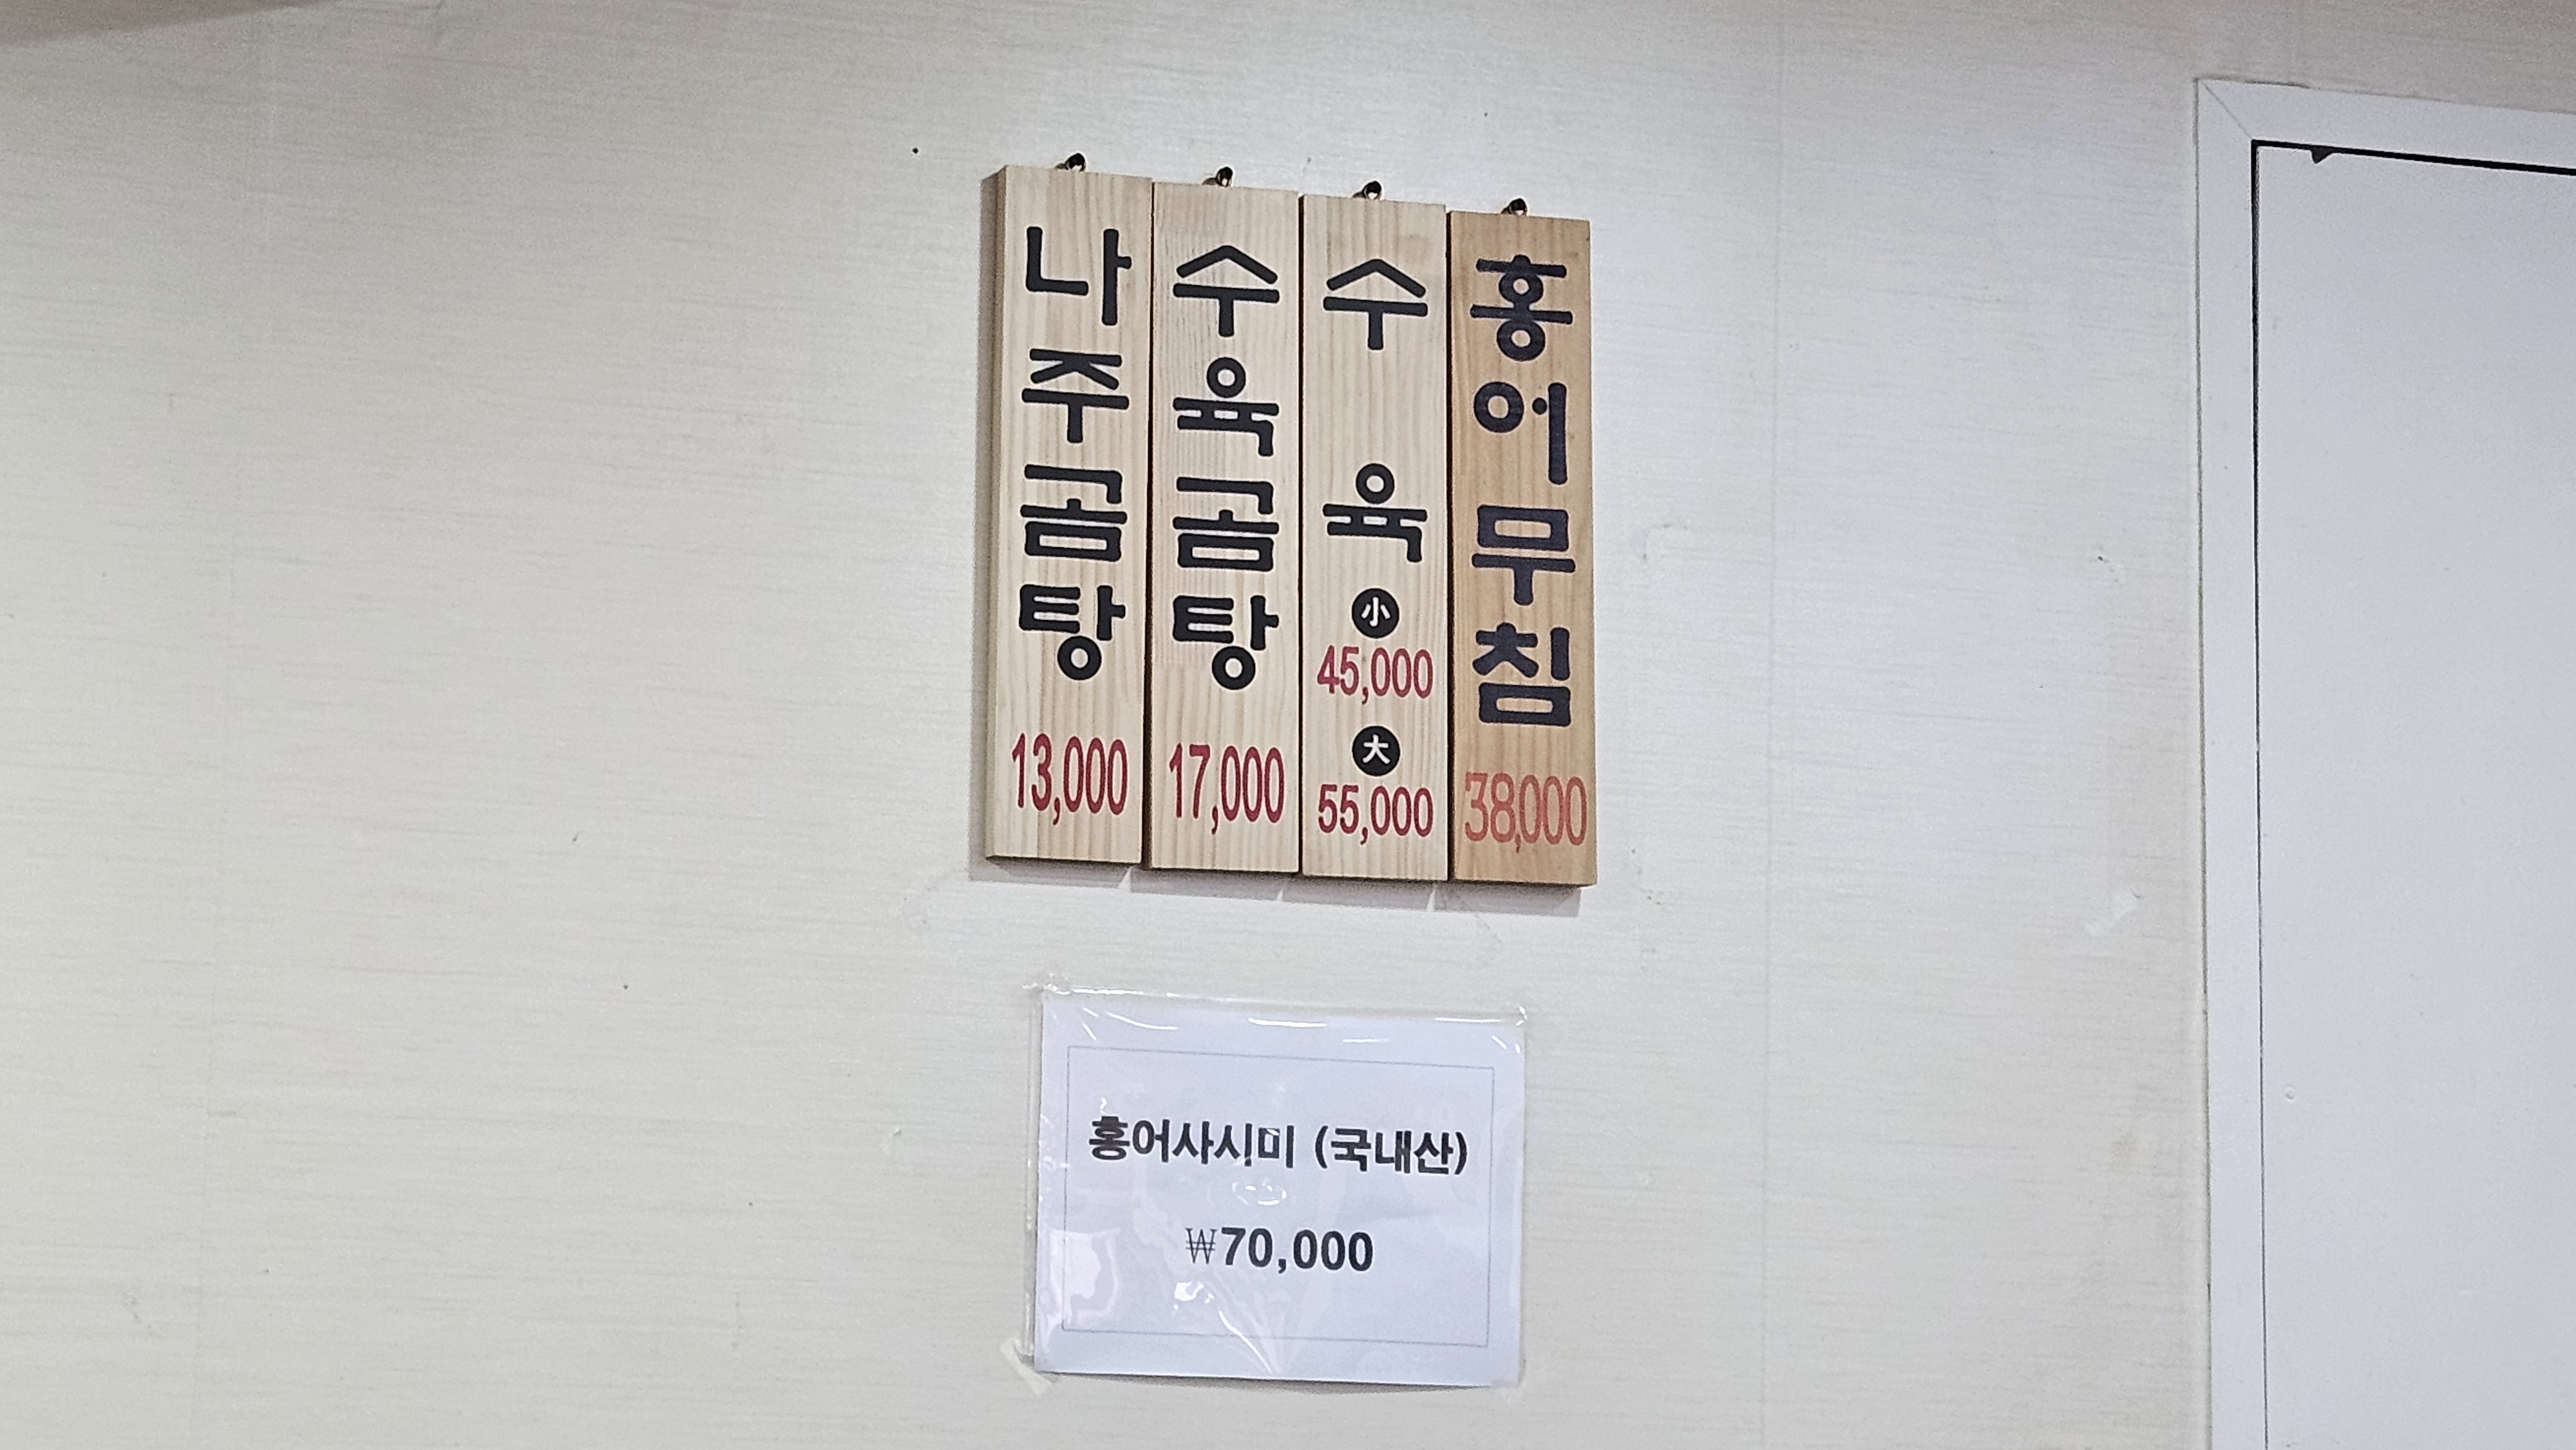 나주곰탕
13,000
수육곰탕
17,000
수육
小
45,000
大
55,000
홍어무침
38,000
홍어사시미 (국내산)
₩70,000